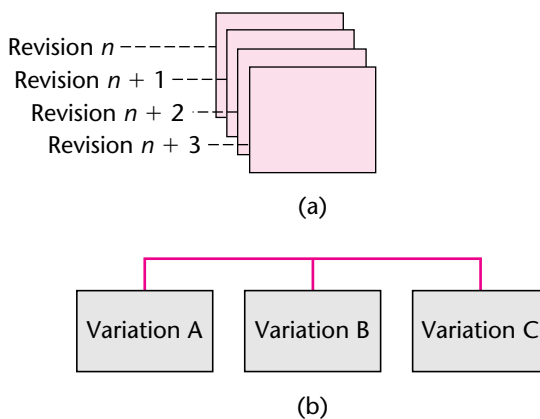 Revision n
Revision n + 1
Revision n + 2
Revision n + 3
(a)
Variation A Variation B Variation C
(b)